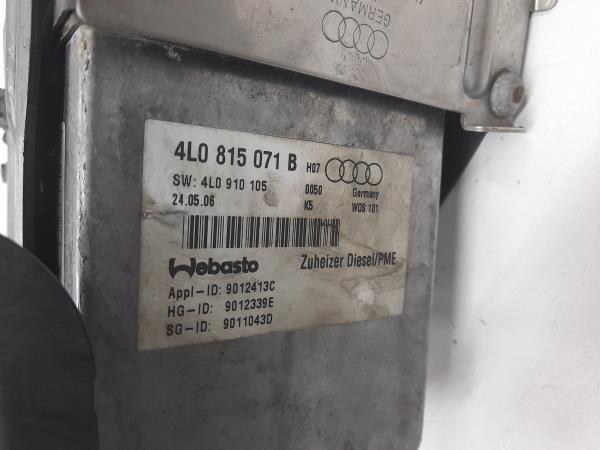 GERMANY
4L0 815 071 B H07
SW: 4L0 910 105 0050 Germany
24.05.06 K5 WDS 101
Webasto Zuheizer Diesel/PME
Appl-ID: 9012413C
HG-ID: 9012339E
SG-ID: 9011043D